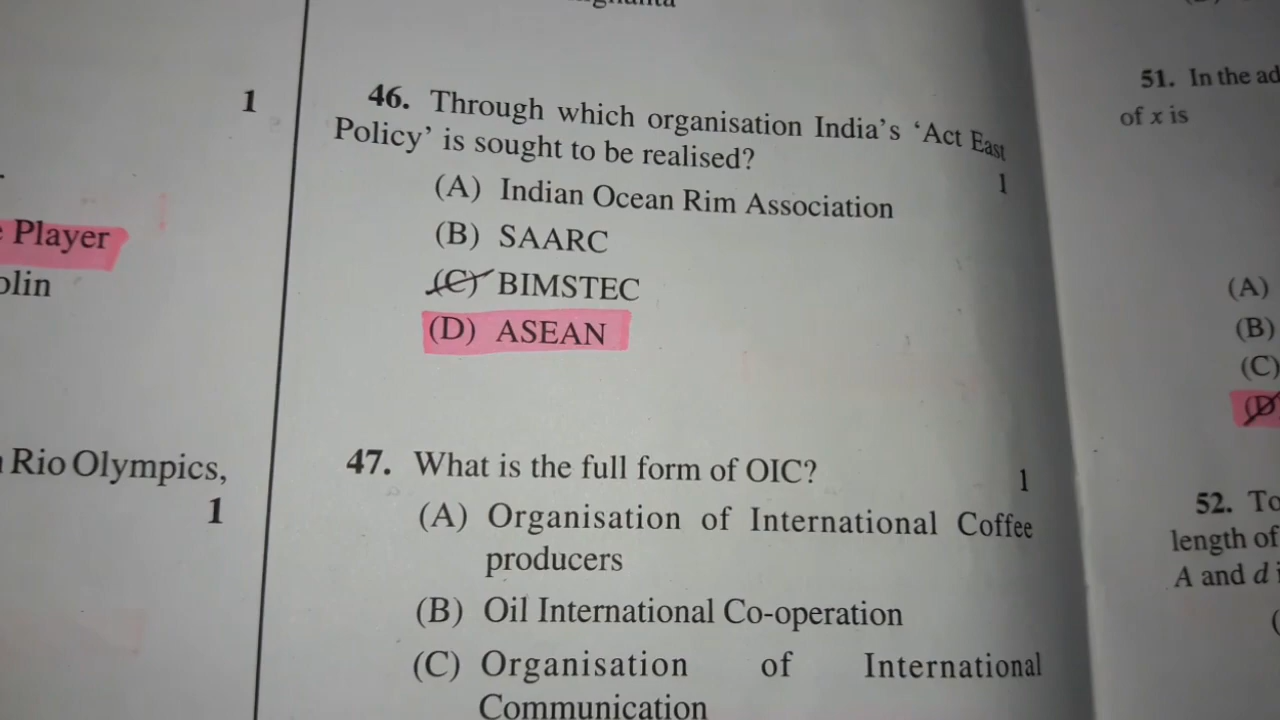 1
Player
olin
Rio Olympics,
1
46. Through which organisation India's 'Act East
Policy' is sought to be realised?
1
(A) Indian Ocean Rim Association
(B) SAARC
(C) BIMSTEC
(D) ASEAN
47. What is the full form of OIC?
1
(A) Organisation of International Coffee
producers
(B) Oil International Co-operation
(C) Organisation of International
Communication
51. In the ad
of x is
(A)
(B)
(C)
(D
52. To
length of
A and d